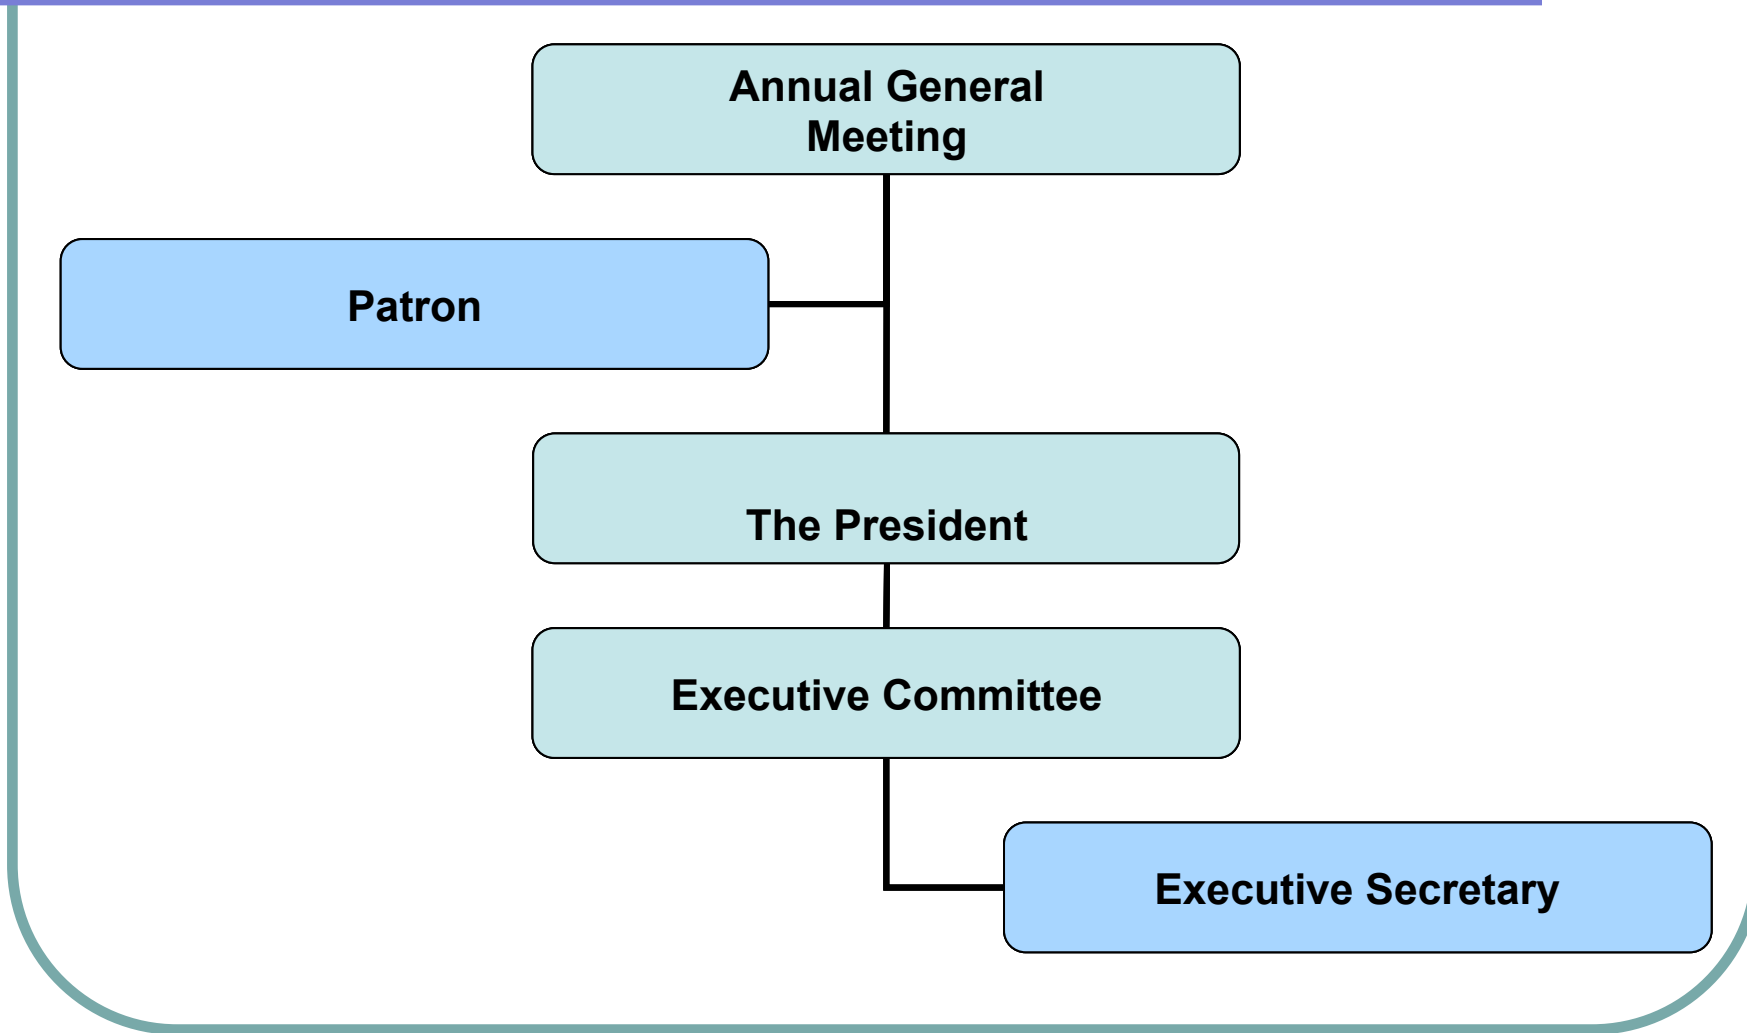 Annual General
Meeting
Patron
The President
Executive Committee
Executive Secretary